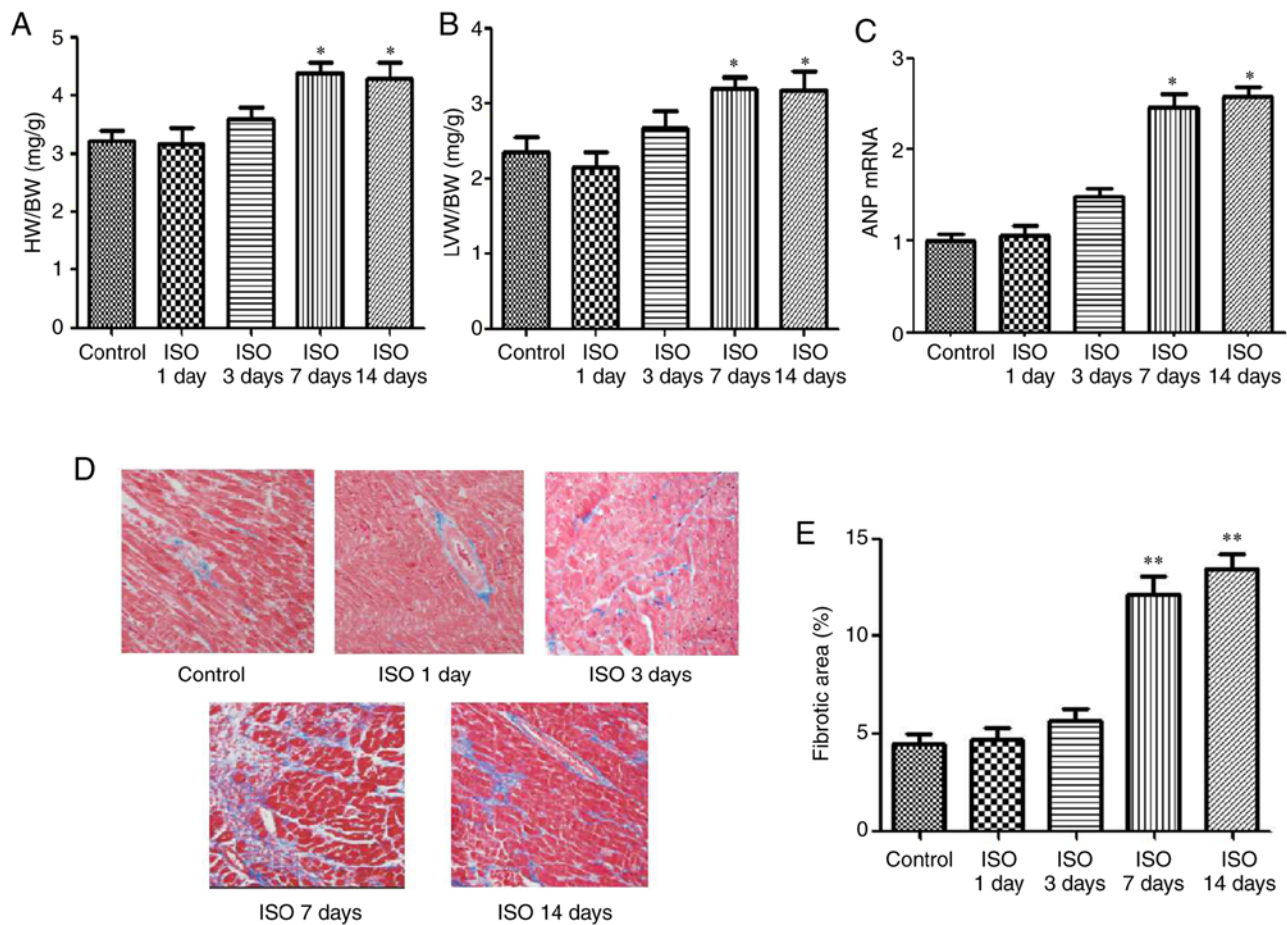 A
HW/BW (mg/g)
6
5
4
3
2
1
0
*
*
Control
ISO
1 day
ISO
3 days
ISO
7 days
ISO
14 days
B
LVW/BW (mg/g)
4
3
2
1
0
*
*
Control
ISO
1 day
ISO
3 days
ISO
7 days
ISO
14 days
C
ANP mRNA
3
2
1
0
*
*
Control
ISO
1 day
ISO
3 days
ISO
7 days
ISO
14 days
D
Control
ISO 1 day
ISO 3 days
ISO 7 days
ISO 14 days
E
Fibrotic area (%)
15
10
5
0
**
**
Control
ISO
1 day
ISO
3 days
ISO
7 days
ISO
14 days